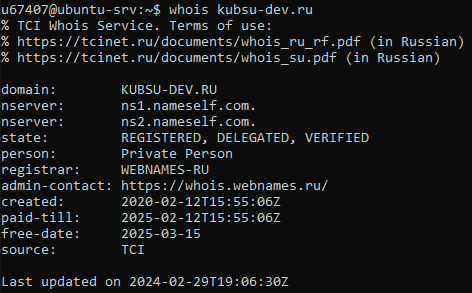 u67407@ubuntu-srv:~$ whois kubsu-dev.ru
% TCI Whois Service. Terms of use:
% https://tcinet.ru/documents/whois_ru_rf.pdf (in Russian)
% https://tcinet.ru/documents/whois_su.pdf (in Russian)

domain:        KUBSU-DEV.RU
nserver:       ns1.nameself.com.
nserver:       ns2.nameself.com.
state:         REGISTERED, DELEGATED, VERIFIED
person:        Private Person
registrar:     WEBNAMES-RU
admin-contact: https://whois.webnames.ru/
created:       2020-02-12T15:55:06Z
paid-till:     2025-02-12T15:55:06Z
free-date:     2025-03-15
source:        TCI

Last updated on 2024-02-29T19:06:30Z